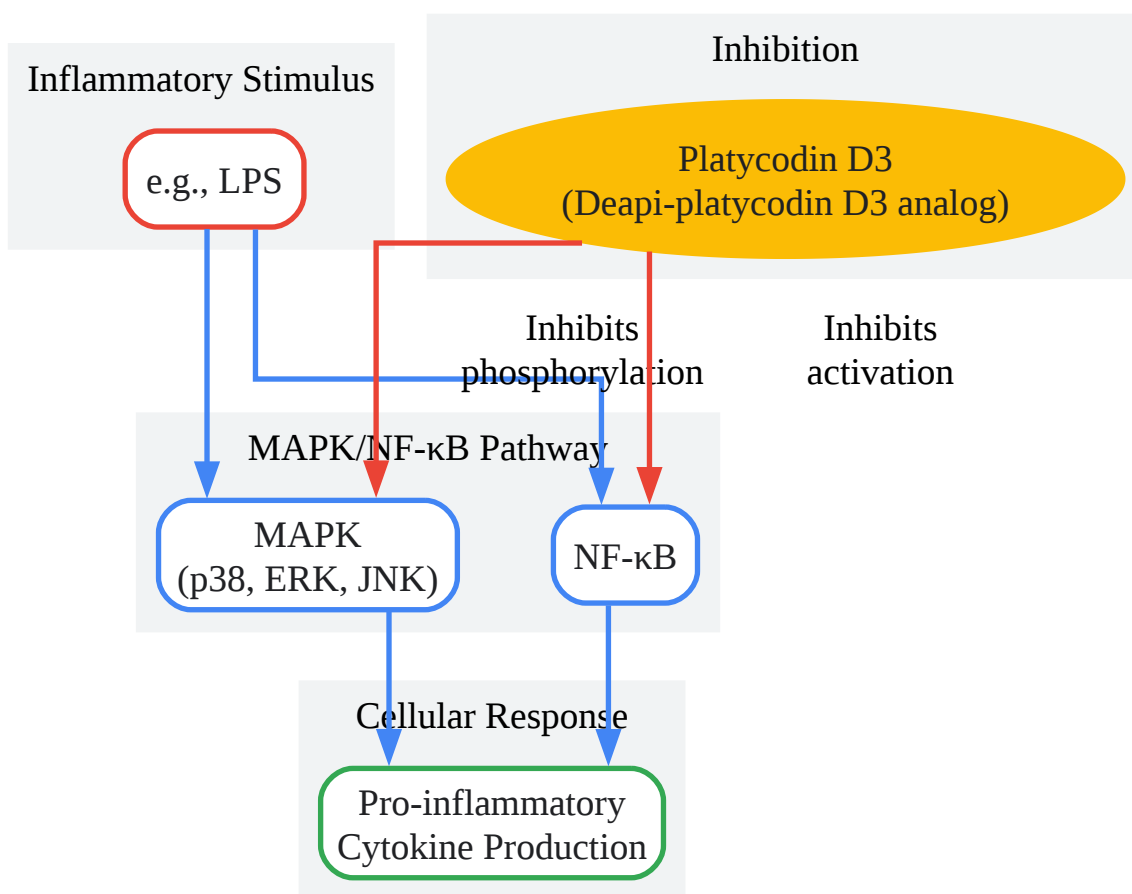 Inflammatory Stimulus
e.g., LPS
Inhibition
Platycodin D3
(Deapi-platycodin D3 analog)
Inhibits
phosphorylation
Inhibits
activation
MAPK/NF-κB Pathway
MAPK
(p38, ERK, JNK)
NF-κB
Cellular Response
Pro-inflammatory
Cytokine Production